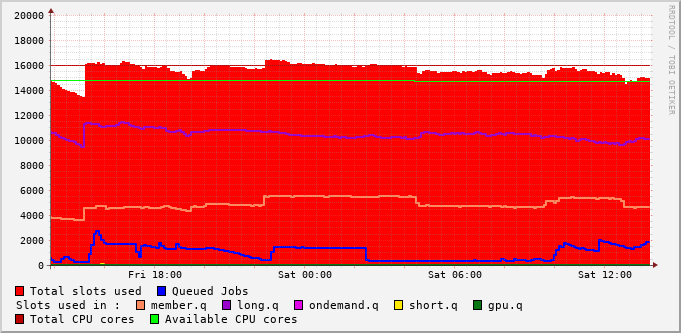 RRDTOOL / TOBI OETIKER
20000
18000
16000
14000
12000
10000
8000
6000
4000
2000
0
Fri 18:00 Sat 00:00 Sat 06:00 Sat 12:00
Total slots used Queued Jobs
Slots used in : member.q long.q ondemand.q short.q gpu.q
Total CPU cores Available CPU cores